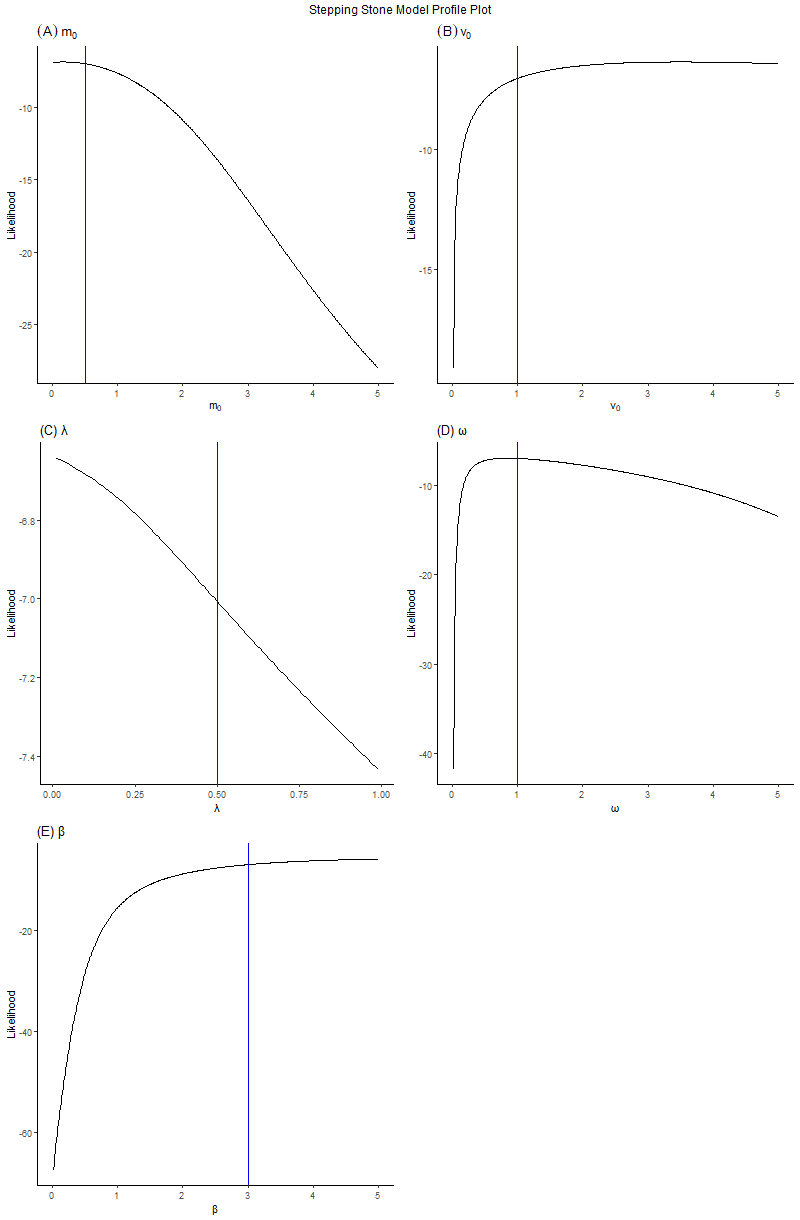 Stepping Stone Model Profile Plot
(A) m₀
(B) v₀
-10
-15
-20
-25
Likelihood
0 1 2 3 4 5
m₀
-10
-15
Likelihood
0 1 2 3 4 5
v₀
(C) λ
(D) ω
-6.8
-7.0
-7.2
-7.4
Likelihood
0.00 0.25 0.50 0.75 1.00
λ
-10
-20
-30
-40
Likelihood
0 1 2 3 4 5
ω
(E) β
-20
-40
-60
Likelihood
0 1 2 3 4 5
β